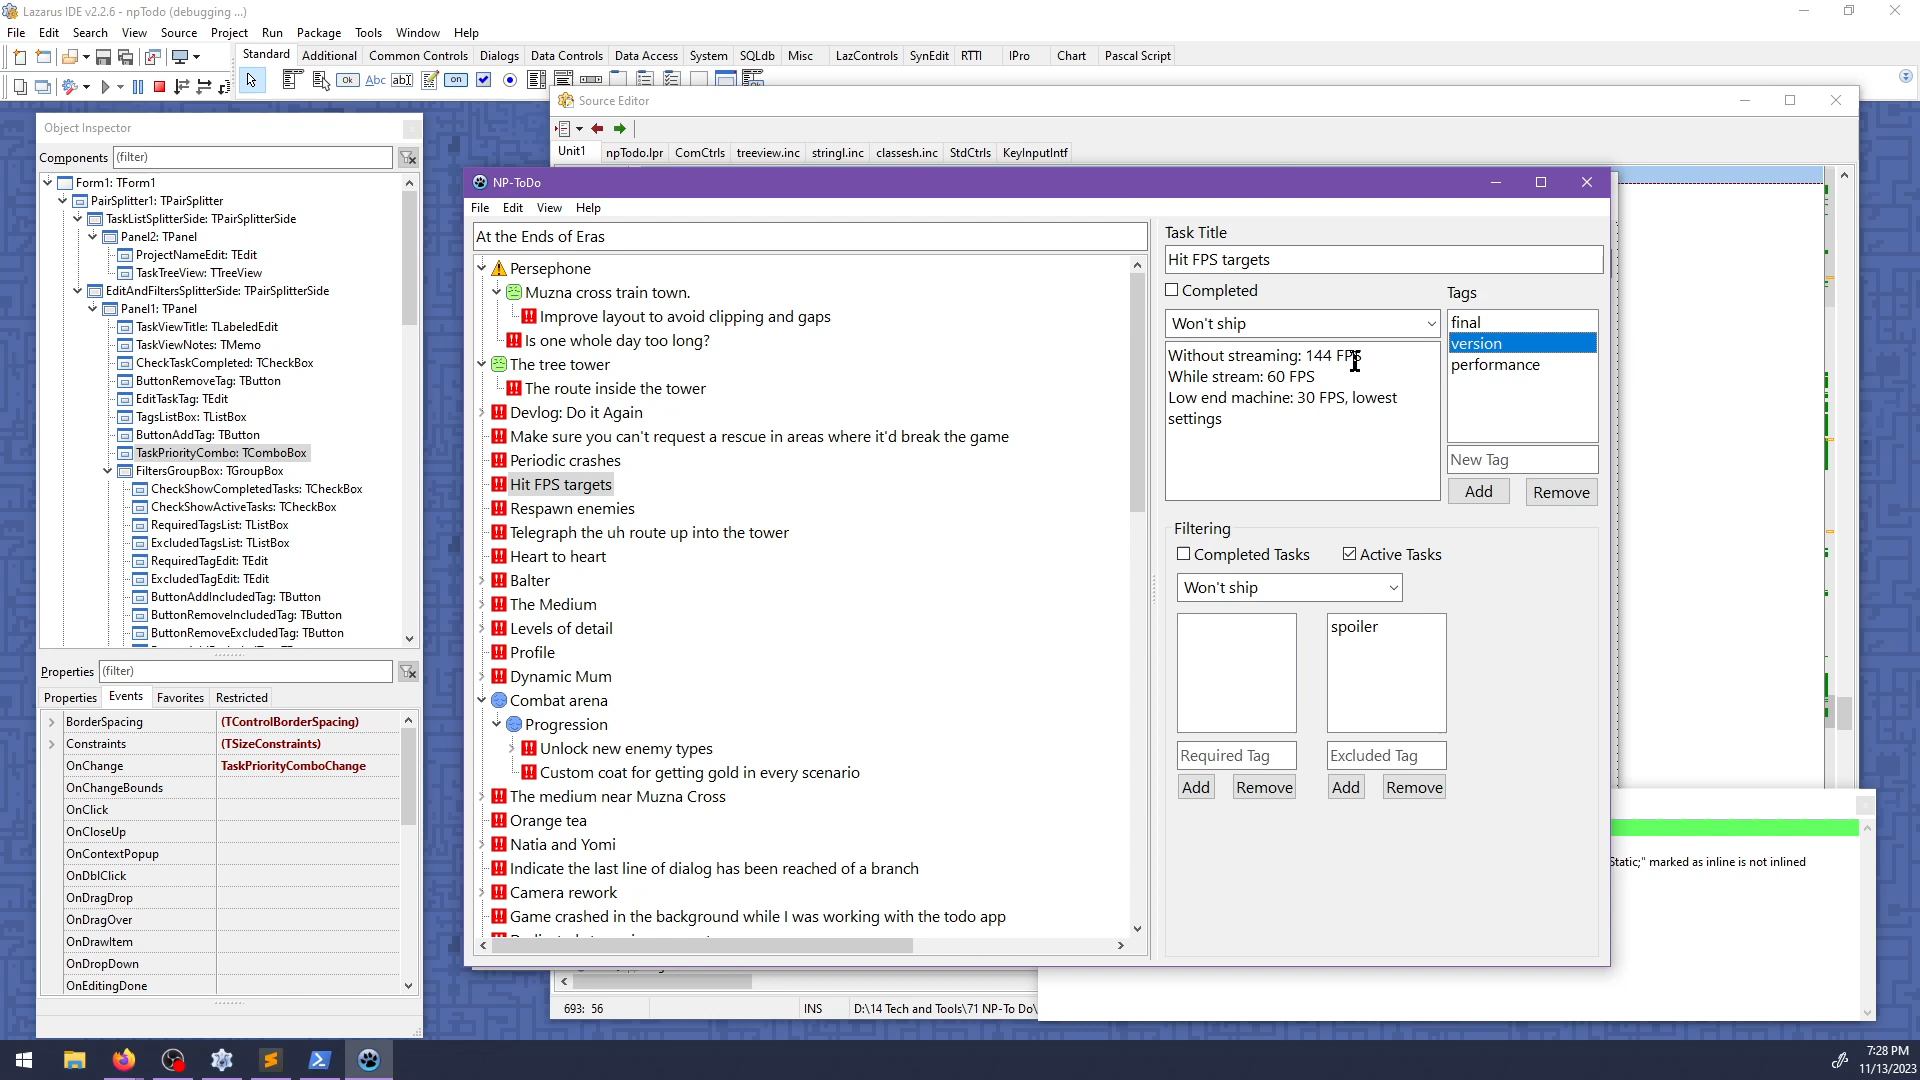 Lazarus IDE v2.2.6 - npTodo (debugging ...)
File Edit Search View Source Project Run Package Tools Window Help
Standard Additional Common Controls Dialogs Data Controls Data Access System SQLdb Misc LazControls SynEdit RTTI IPro Chart Pascal Script
Ok Abc ab on
Source Editor
Unit1 npTodo.lpr ComCtrls treeview.inc stringl.inc classesh.inc StdCtrls KeyInputIntf
Object Inspector
Components (filter)
Form1: TForm1
PairSplitter1: TPairSplitter
TaskListSplitterSide: TPairSplitterSide
Panel2: TPanel
ProjectNameEdit: TEdit
TaskTreeView: TTreeView
EditAndFiltersSplitterSide: TPairSplitterSide
Panel1: TPanel
TaskViewTitle: TLabeledEdit
TaskViewNotes: TMemo
CheckTaskCompleted: TCheckBox
ButtonRemoveTag: TButton
EditTaskTag: TEdit
TagsListBox: TListBox
ButtonAddTag: TButton
TaskPriorityCombo: TComboBox
FiltersGroupBox: TGroupBox
CheckShowCompletedTasks: TCheckBox
CheckShowActiveTasks: TCheckBox
RequiredTagsList: TListBox
ExcludedTagsList: TListBox
RequiredTagEdit: TEdit
ExcludedTagEdit: TEdit
ButtonAddIncludedTag: TButton
ButtonRemoveIncludedTag: TButton
ButtonRemoveExcludedTag: TButton
Properties (filter)
Properties Events Favorites Restricted
BorderSpacing (TControlBorderSpacing)
Constraints (TSizeConstraints)
OnChange TaskPriorityComboChange
OnChangeBounds
OnClick
OnCloseUp
OnContextPopup
OnDblClick
OnDragDrop
OnDragOver
OnDrawItem
OnDropDown
OnEditingDone
NP-ToDo
File Edit View Help
At the Ends of Eras
Persephone
Muzna cross train town.
Improve layout to avoid clipping and gaps
Is one whole day too long?
The tree tower
The route inside the tower
Devlog: Do it Again
Make sure you can't request a rescue in areas where it'd break the game
Periodic crashes
Hit FPS targets
Respawn enemies
Telegraph the uh route up into the tower
Heart to heart
Balter
The Medium
Levels of detail
Profile
Dynamic Mum
Combat arena
Progression
Unlock new enemy types
Custom coat for getting gold in every scenario
The medium near Muzna Cross
Orange tea
Natia and Yomi
Indicate the last line of dialog has been reached of a branch
Camera rework
Game crashed in the background while I was working with the todo app
Task Title
Hit FPS targets
Completed
Won't ship
Without streaming: 144 FPS
While stream: 60 FPS
Low end machine: 30 FPS, lowest
settings
Tags
final
version
performance
New Tag
Add Remove
Filtering
Completed Tasks Active Tasks
Won't ship
spoiler
Required Tag Excluded Tag
Add Remove Add Remove
Static;" marked as inline is not inlined
693: 56 INS D:\14 Tech and Tools\71 NP-To Do\
7:28 PM
11/13/2023